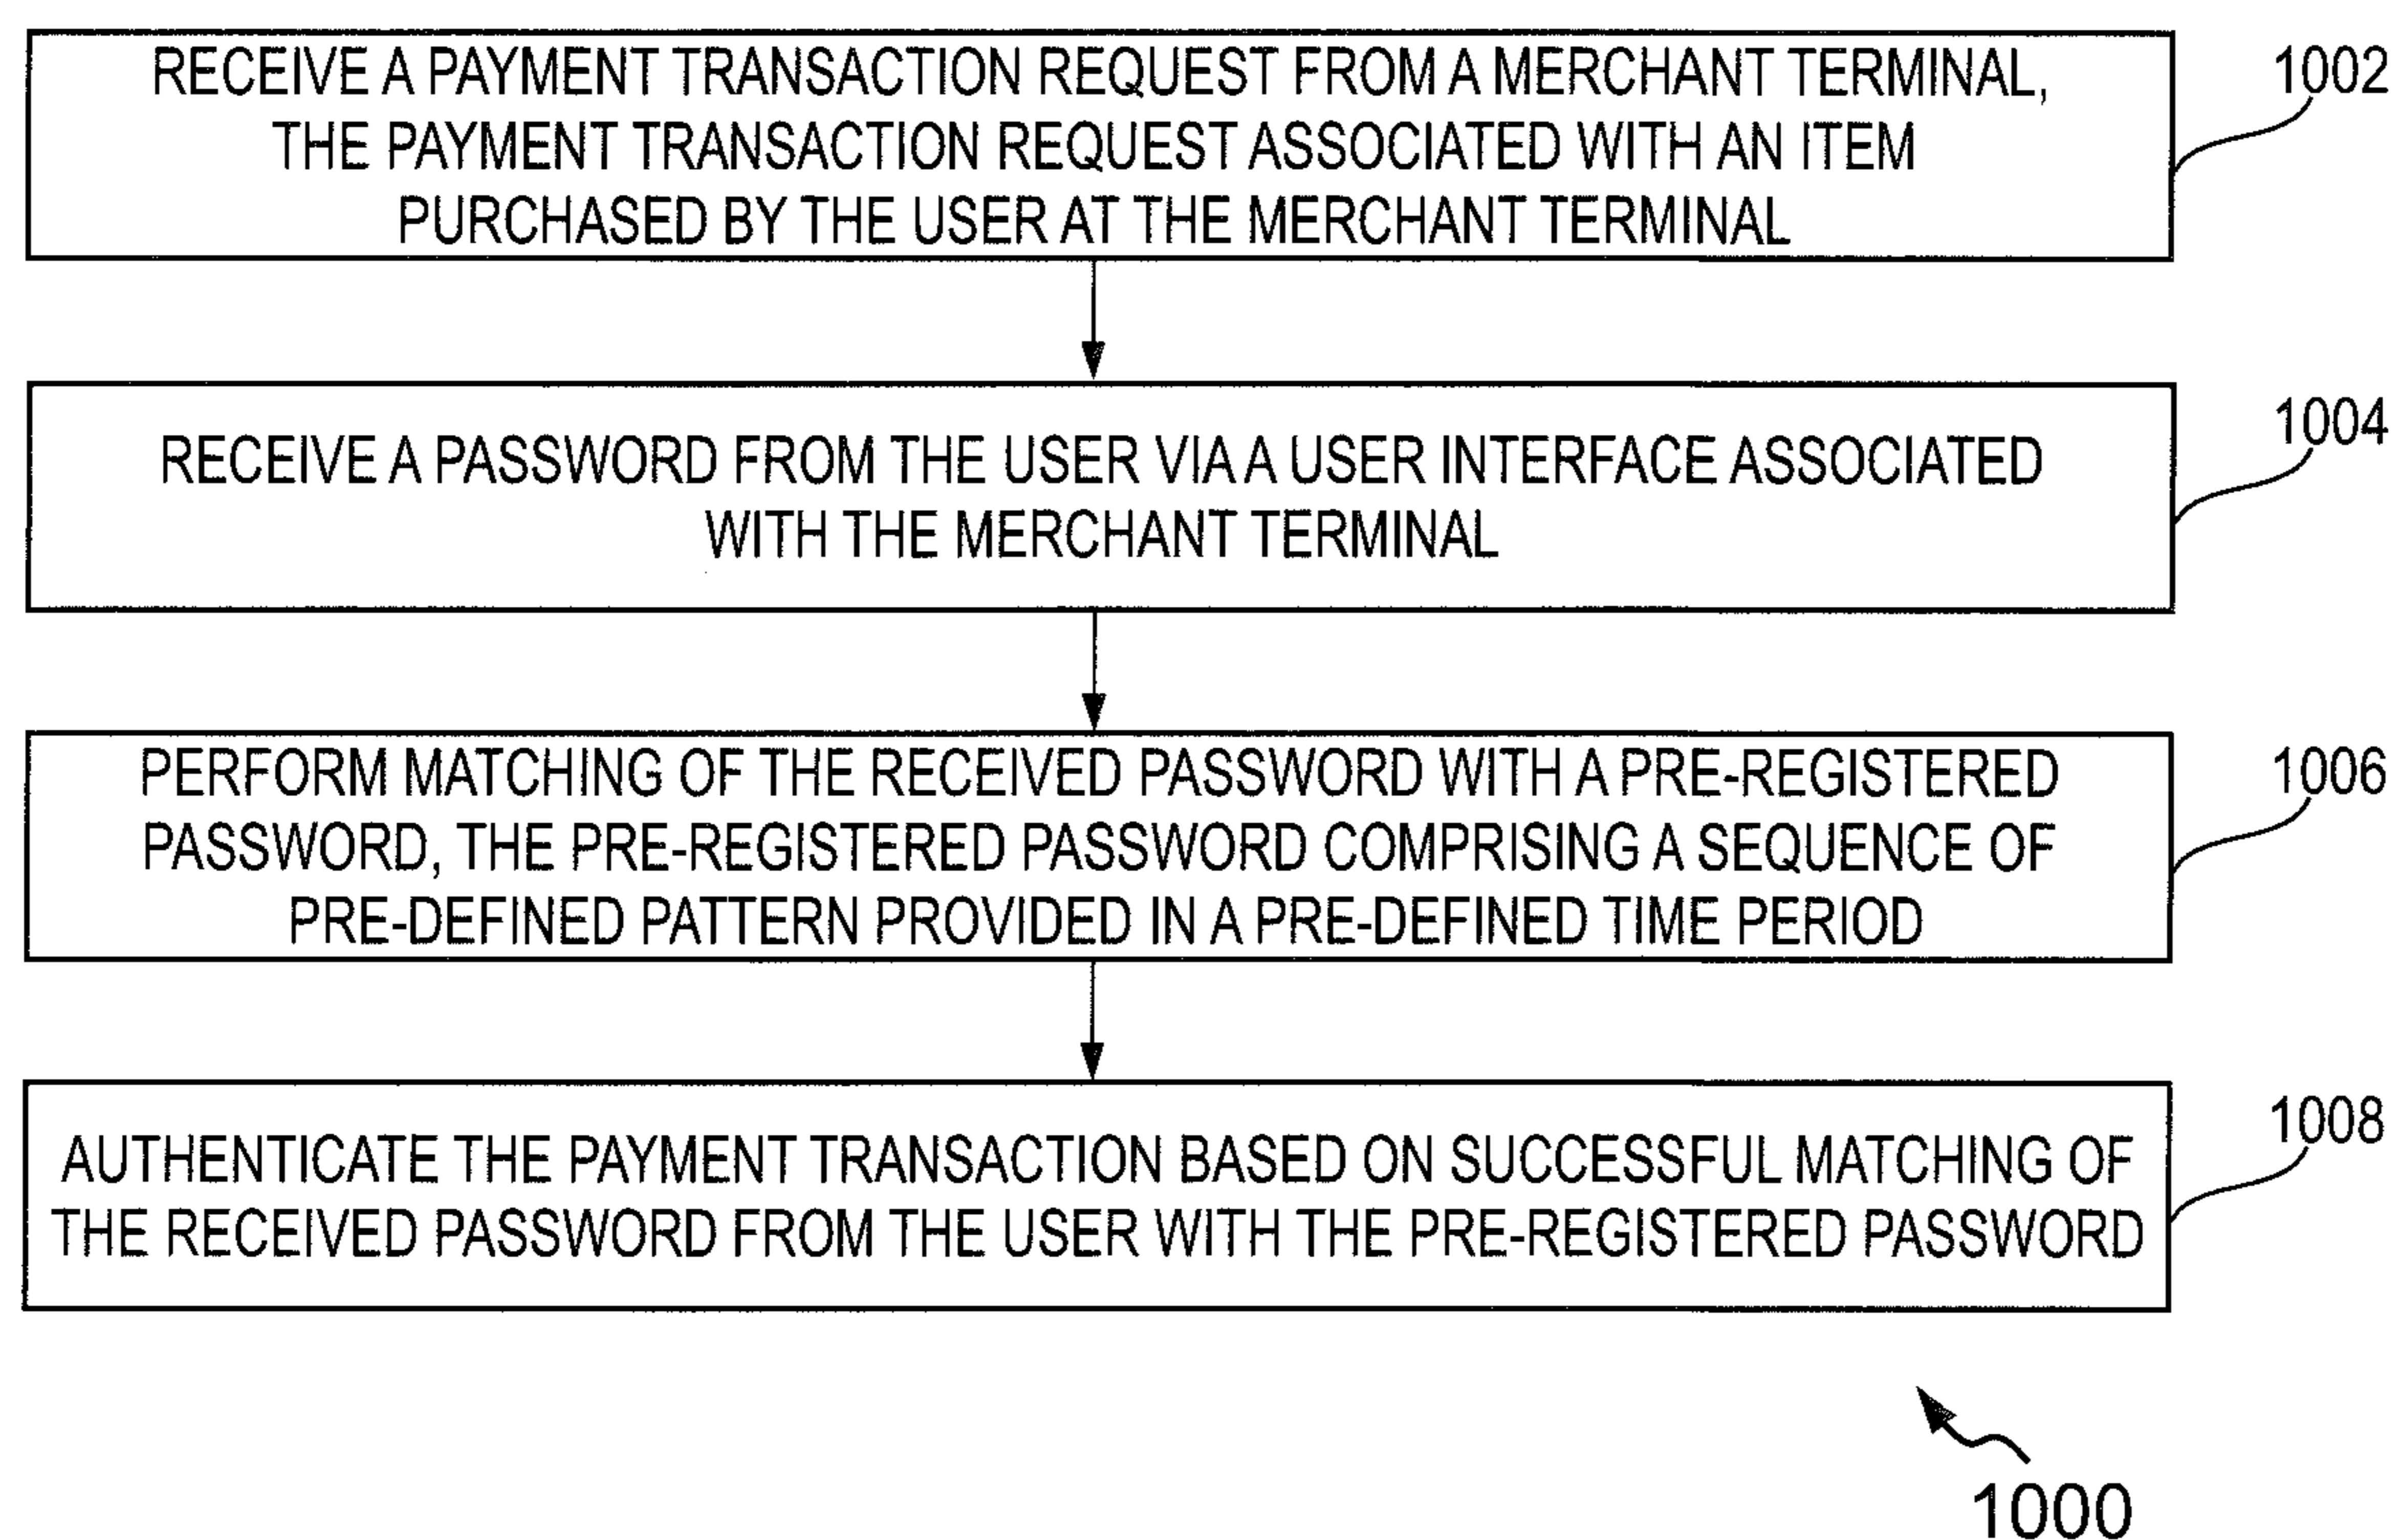 RECEIVE A PAYMENT TRANSACTION REQUEST FROM A MERCHANT TERMINAL,
THE PAYMENT TRANSACTION REQUEST ASSOCIATED WITH AN ITEM
PURCHASED BY THE USER AT THE MERCHANT TERMINAL
1002
RECEIVE A PASSWORD FROM THE USER VIA A USER INTERFACE ASSOCIATED
WITH THE MERCHANT TERMINAL
1004
PERFORM MATCHING OF THE RECEIVED PASSWORD WITH A PRE-REGISTERED
PASSWORD, THE PRE-REGISTERED PASSWORD COMPRISING A SEQUENCE OF
PRE-DEFINED PATTERN PROVIDED IN A PRE-DEFINED TIME PERIOD
1006
AUTHENTICATE THE PAYMENT TRANSACTION BASED ON SUCCESSFUL MATCHING OF
THE RECEIVED PASSWORD FROM THE USER WITH THE PRE-REGISTERED PASSWORD
1008
1000